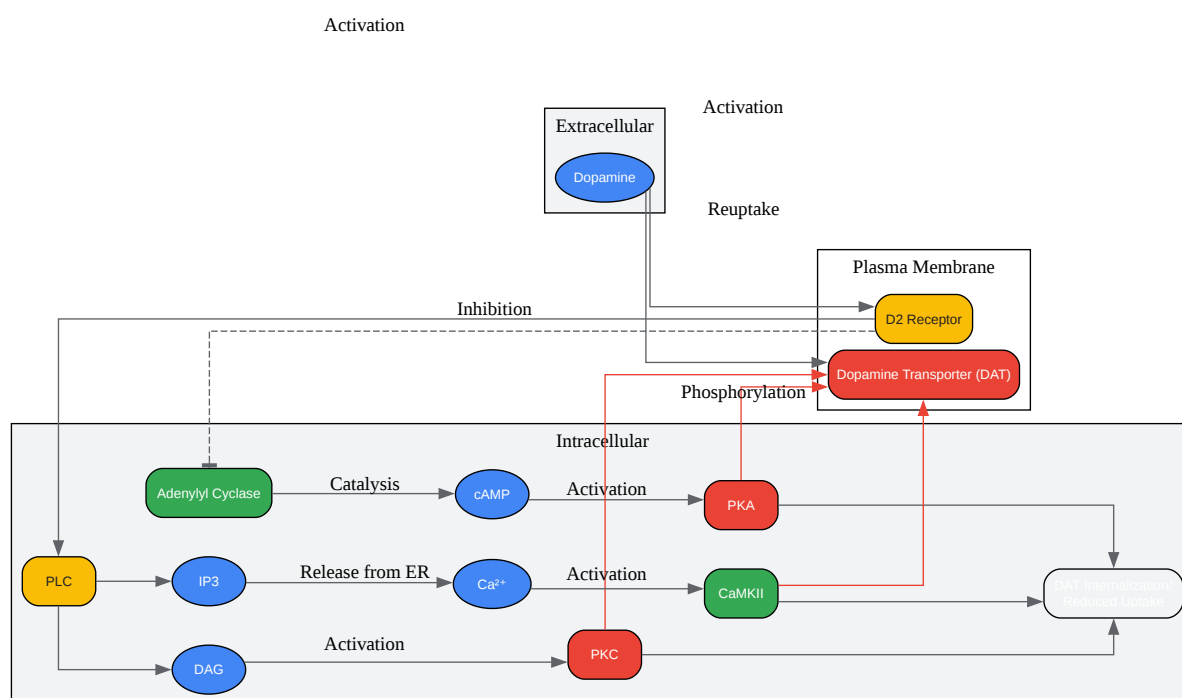 Activation
Activation
Extracellular
Dopamine
Reuptake
Plasma Membrane
Inhibition
D2 Receptor
Dopamine Transporter (DAT)
Phosphorylation
Intracellular
Adenylyl Cyclase
Catalysis
cAMP
Activation
PKA
PLC
IP3
Release from ER
Ca²⁺
Activation
CaMKII
DAT Internalization/
Reduced Uptake
DAG
Activation
PKC